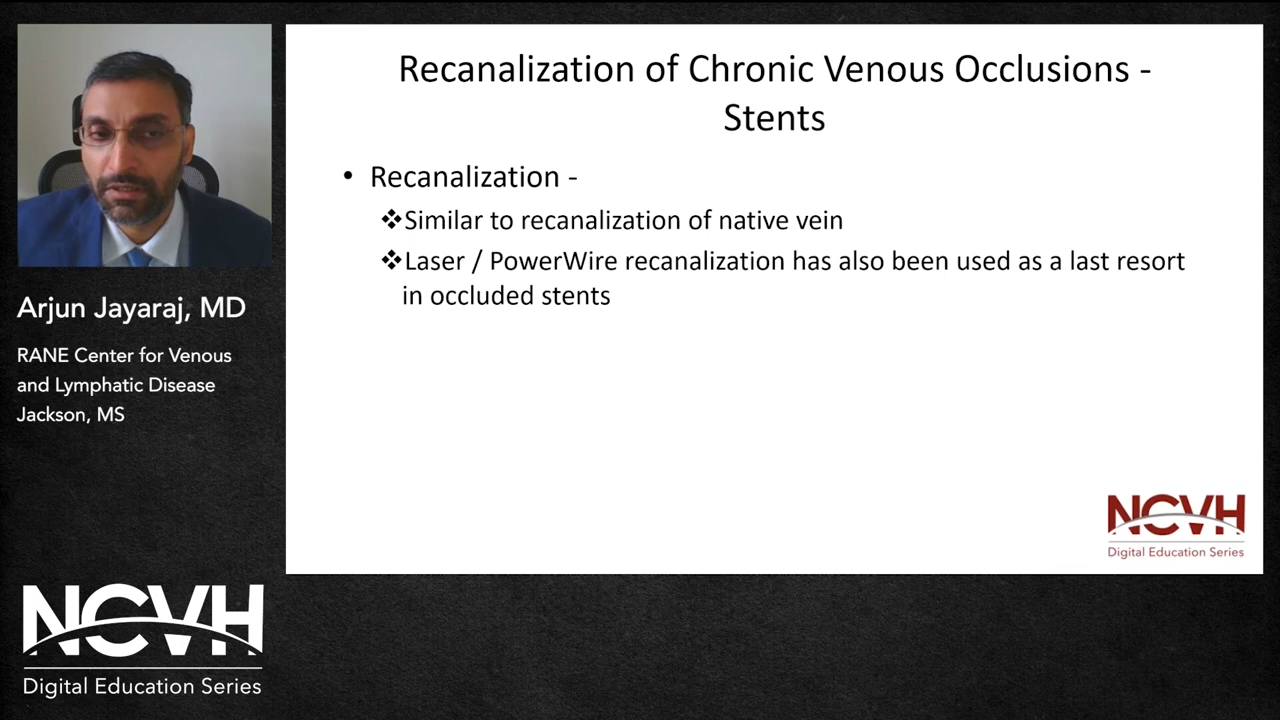 Recanalization of Chronic Venous Occlusions -
Stents
• Recanalization -
❖Similar to recanalization of native vein
❖Laser / PowerWire recanalization has also been used as a last resort
in occluded stents
NCVH
Digital Education Series
Arjun Jayaraj, MD
RANE Center for Venous
and Lymphatic Disease
Jackson, MS
NCVH
Digital Education Series